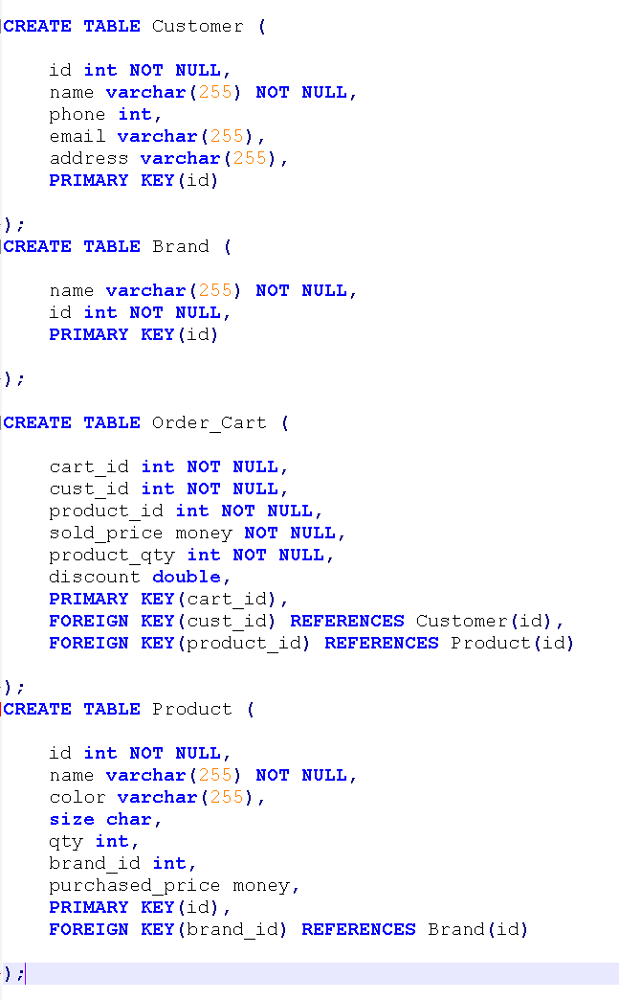 CREATE TABLE Customer (
id int NOT NULL,
name varchar(255) NOT NULL,
phone int,
email varchar(255),
address varchar(255),
PRIMARY KEY(id)
);
CREATE TABLE Brand (
name varchar(255) NOT NULL,
id int NOT NULL,
PRIMARY KEY(id)
);
CREATE TABLE Order_Cart (
cart_id int NOT NULL,
cust_id int NOT NULL,
product_id int NOT NULL,
sold_price money NOT NULL,
product_qty int NOT NULL,
discount double,
PRIMARY KEY(cart_id),
FOREIGN KEY(cust_id) REFERENCES Customer(id),
FOREIGN KEY(product_id) REFERENCES Product(id)
);
CREATE TABLE Product (
id int NOT NULL,
name varchar(255) NOT NULL,
color varchar(255),
size char,
qty int,
brand_id int,
purchased_price money,
PRIMARY KEY(id),
FOREIGN KEY(brand_id) REFERENCES Brand(id)
);